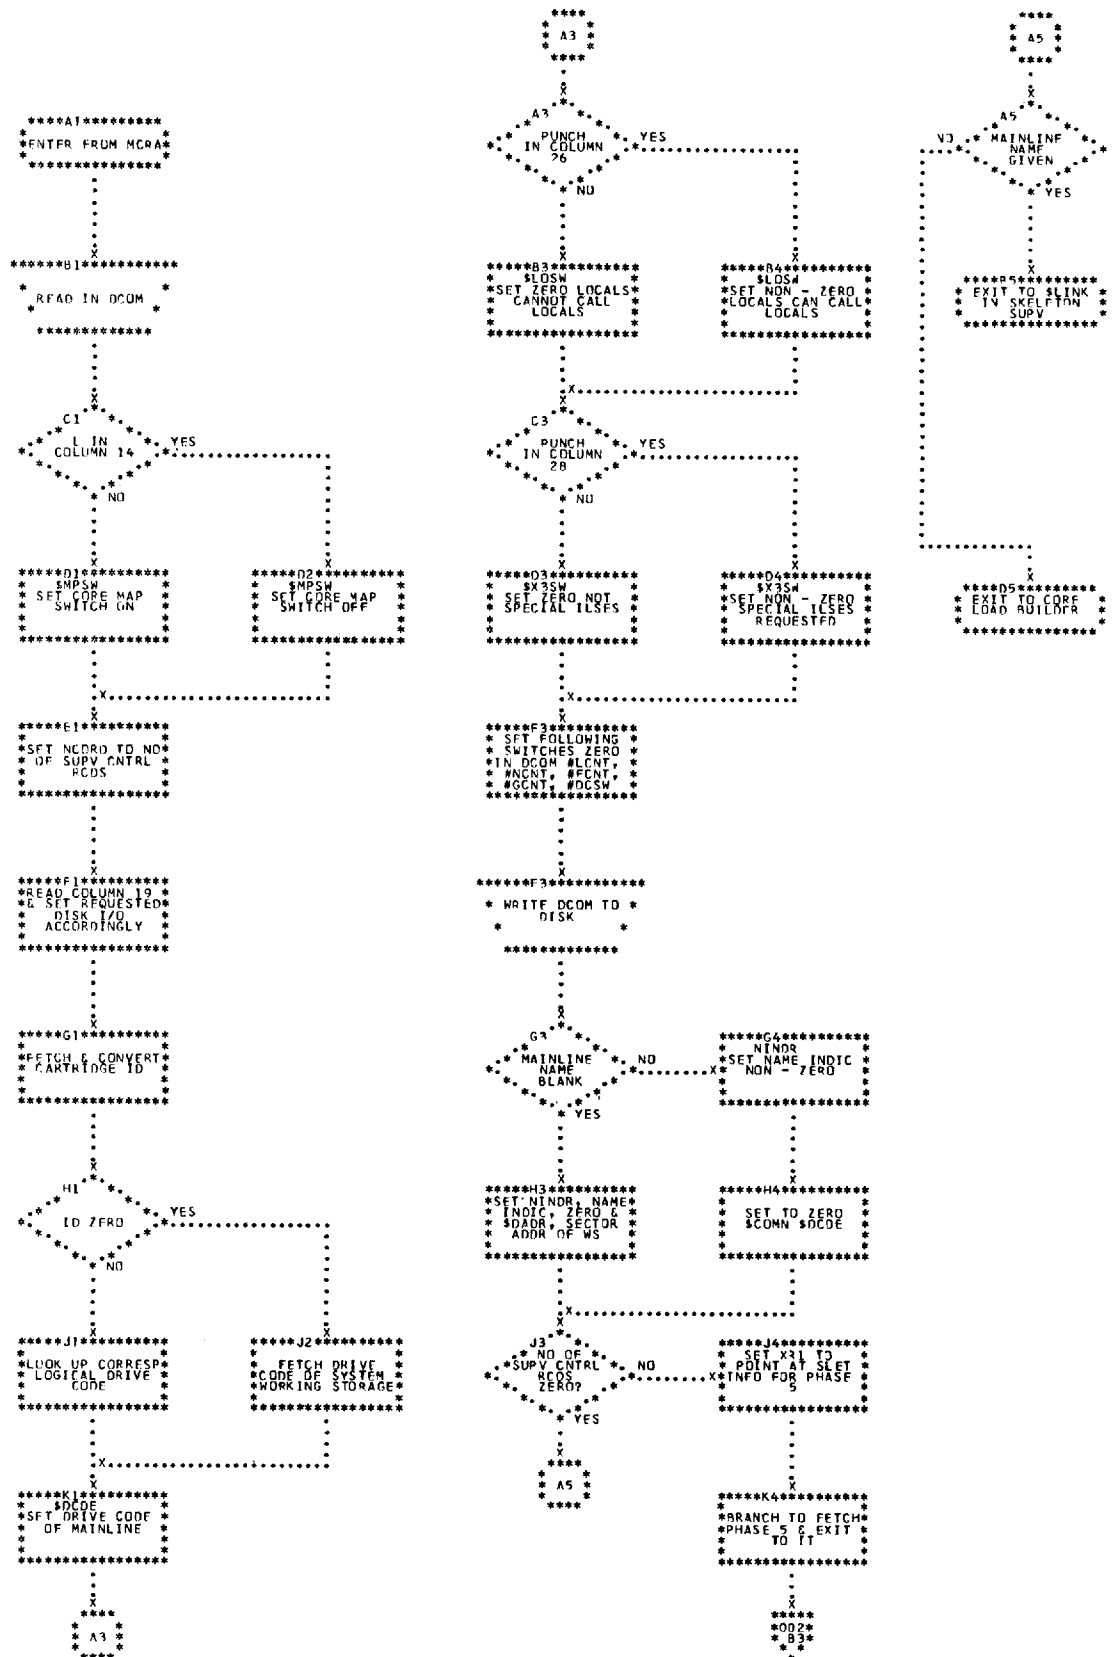 A1
ENTER FROM MCRA
B1
READ IN DCOM
C1
L IN
COLUMN 14
YES
NO
D1
$MPSW
SET CORE MAP
SWITCH ON
D2
$MPSW
SET CORE MAP
SWITCH OFF
E1
SET NCDRD TO NO
OF SUPV CNTRL
RCDS
F1
READ COLUMN 19
& SET REQUESTED
DISK I/O
ACCORDINGLY
G1
FETCH & CONVERT
CARTRIDGE ID
H1
ID ZERO
YES
NO
J1
LOOK UP CORRESP
LOGICAL DRIVE
CODE
J2
FETCH DRIVE
CODE OF SYSTEM
WORKING STORAGE
K1
$DCDE
SET DRIVE CODE
OF MAINLINE
A3
A3
A3
PUNCH
IN COLUMN
26
YES
NO
B3
$LOSW
SET ZERO LOCALS
CANNOT CALL
LOCALS
B4
$LOSW
SET NON - ZERO
LOCALS CAN CALL
LOCALS
C3
PUNCH
IN COLUMN
28
YES
NO
D3
$X3SW
SET ZERO NOT
SPECIAL ILSES
D4
$X3SW
SET NON - ZERO
SPECIAL ILSES
REQUESTED
E3
SET FOLLOWING
SWITCHES ZERO
IN DCOM #LCNT,
#NCNT, #FCNT,
#GCNT, #DCSW
F3
WRITE DCOM TO
DISK
G3
MAINLINE
NAME
BLANK
NO
YES
G4
NINDR
SET NAME INDIC
NON - ZERO
H3
SET NINDR, NAME
INDIC, ZERO &
$DADR, SECTOR
ADDR OF WS
H4
SET TO ZERO
$COMN $DCDE
J3
NO OF
SUPV CNTRL
RCDS
ZERO?
NO
YES
J4
SET XR1 TO
POINT AT SLET
INFO FOR PHASE
5
A5
K4
BRANCH TO FETCH
PHASE 5 & EXIT
TO IT
OD2
B3
A5
A5
MAINLINE
NAME
GIVEN
NO
YES
B5
EXIT TO $LINK
IN SKELETON
SUPV
D5
EXIT TO CORE
LOAD BUILDER